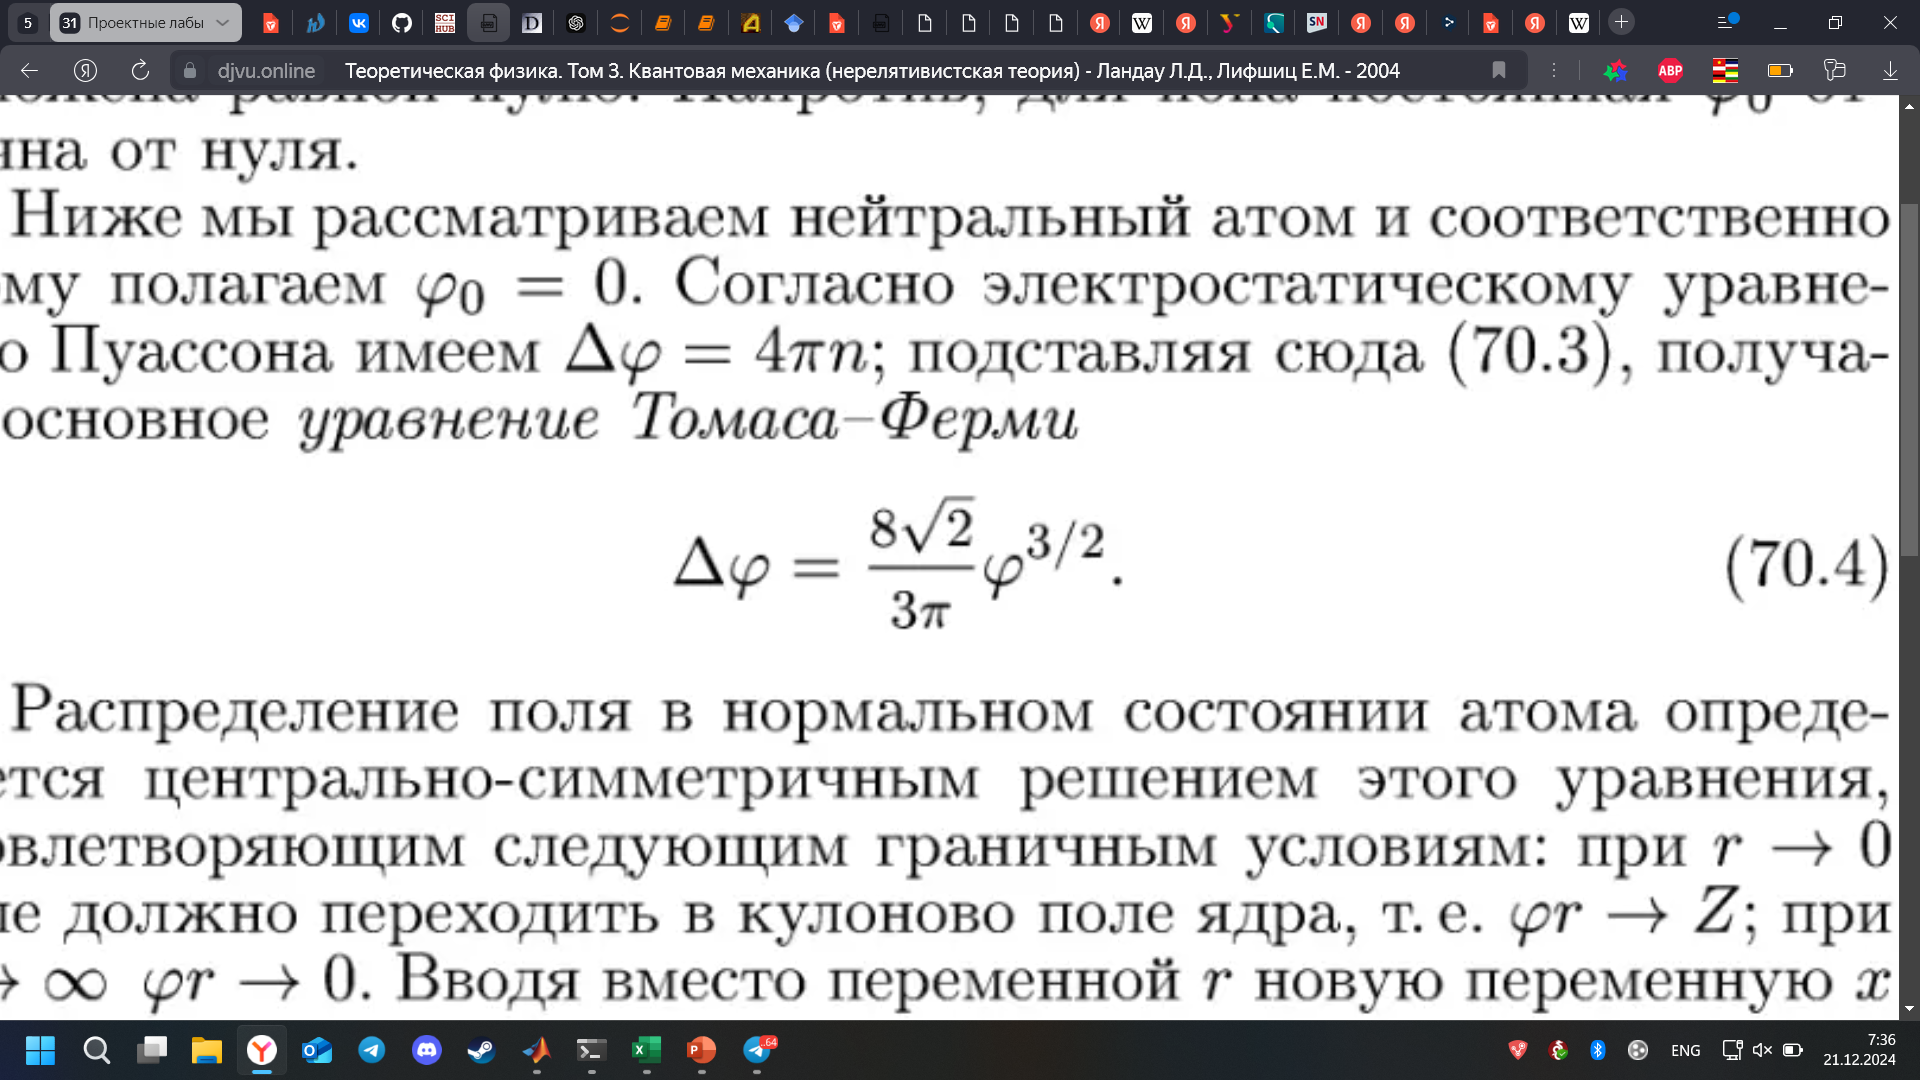 5 31 Проектные лабы
djvu.online Теоретическая физика. Том 3. Квантовая механика (нерелятивистская теория) - Ландау Л.Д., Лифшиц Е.М. - 2004
от нуля.
Ниже мы рассматриваем нейтральный атом и соответственно
полагаем φ₀ = 0. Согласно электростатическому уравне-
Пуассона имеем Δφ = 4πn; подставляя сюда (70.3), получа-
основное уравнение Томаса–Ферми
Δφ = 8√2/3π φ^{3/2}. (70.4)
Распределение поля в нормальном состоянии атома опреде-
центрально-симметричным решением этого уравнения,
следующим граничным условиям: при r → 0
должно переходить в кулоново поле ядра, т. е. φr → Z; при
→ ∞ φr → 0. Вводя вместо переменной r новую переменную x
ENG 7:36
21.12.2024